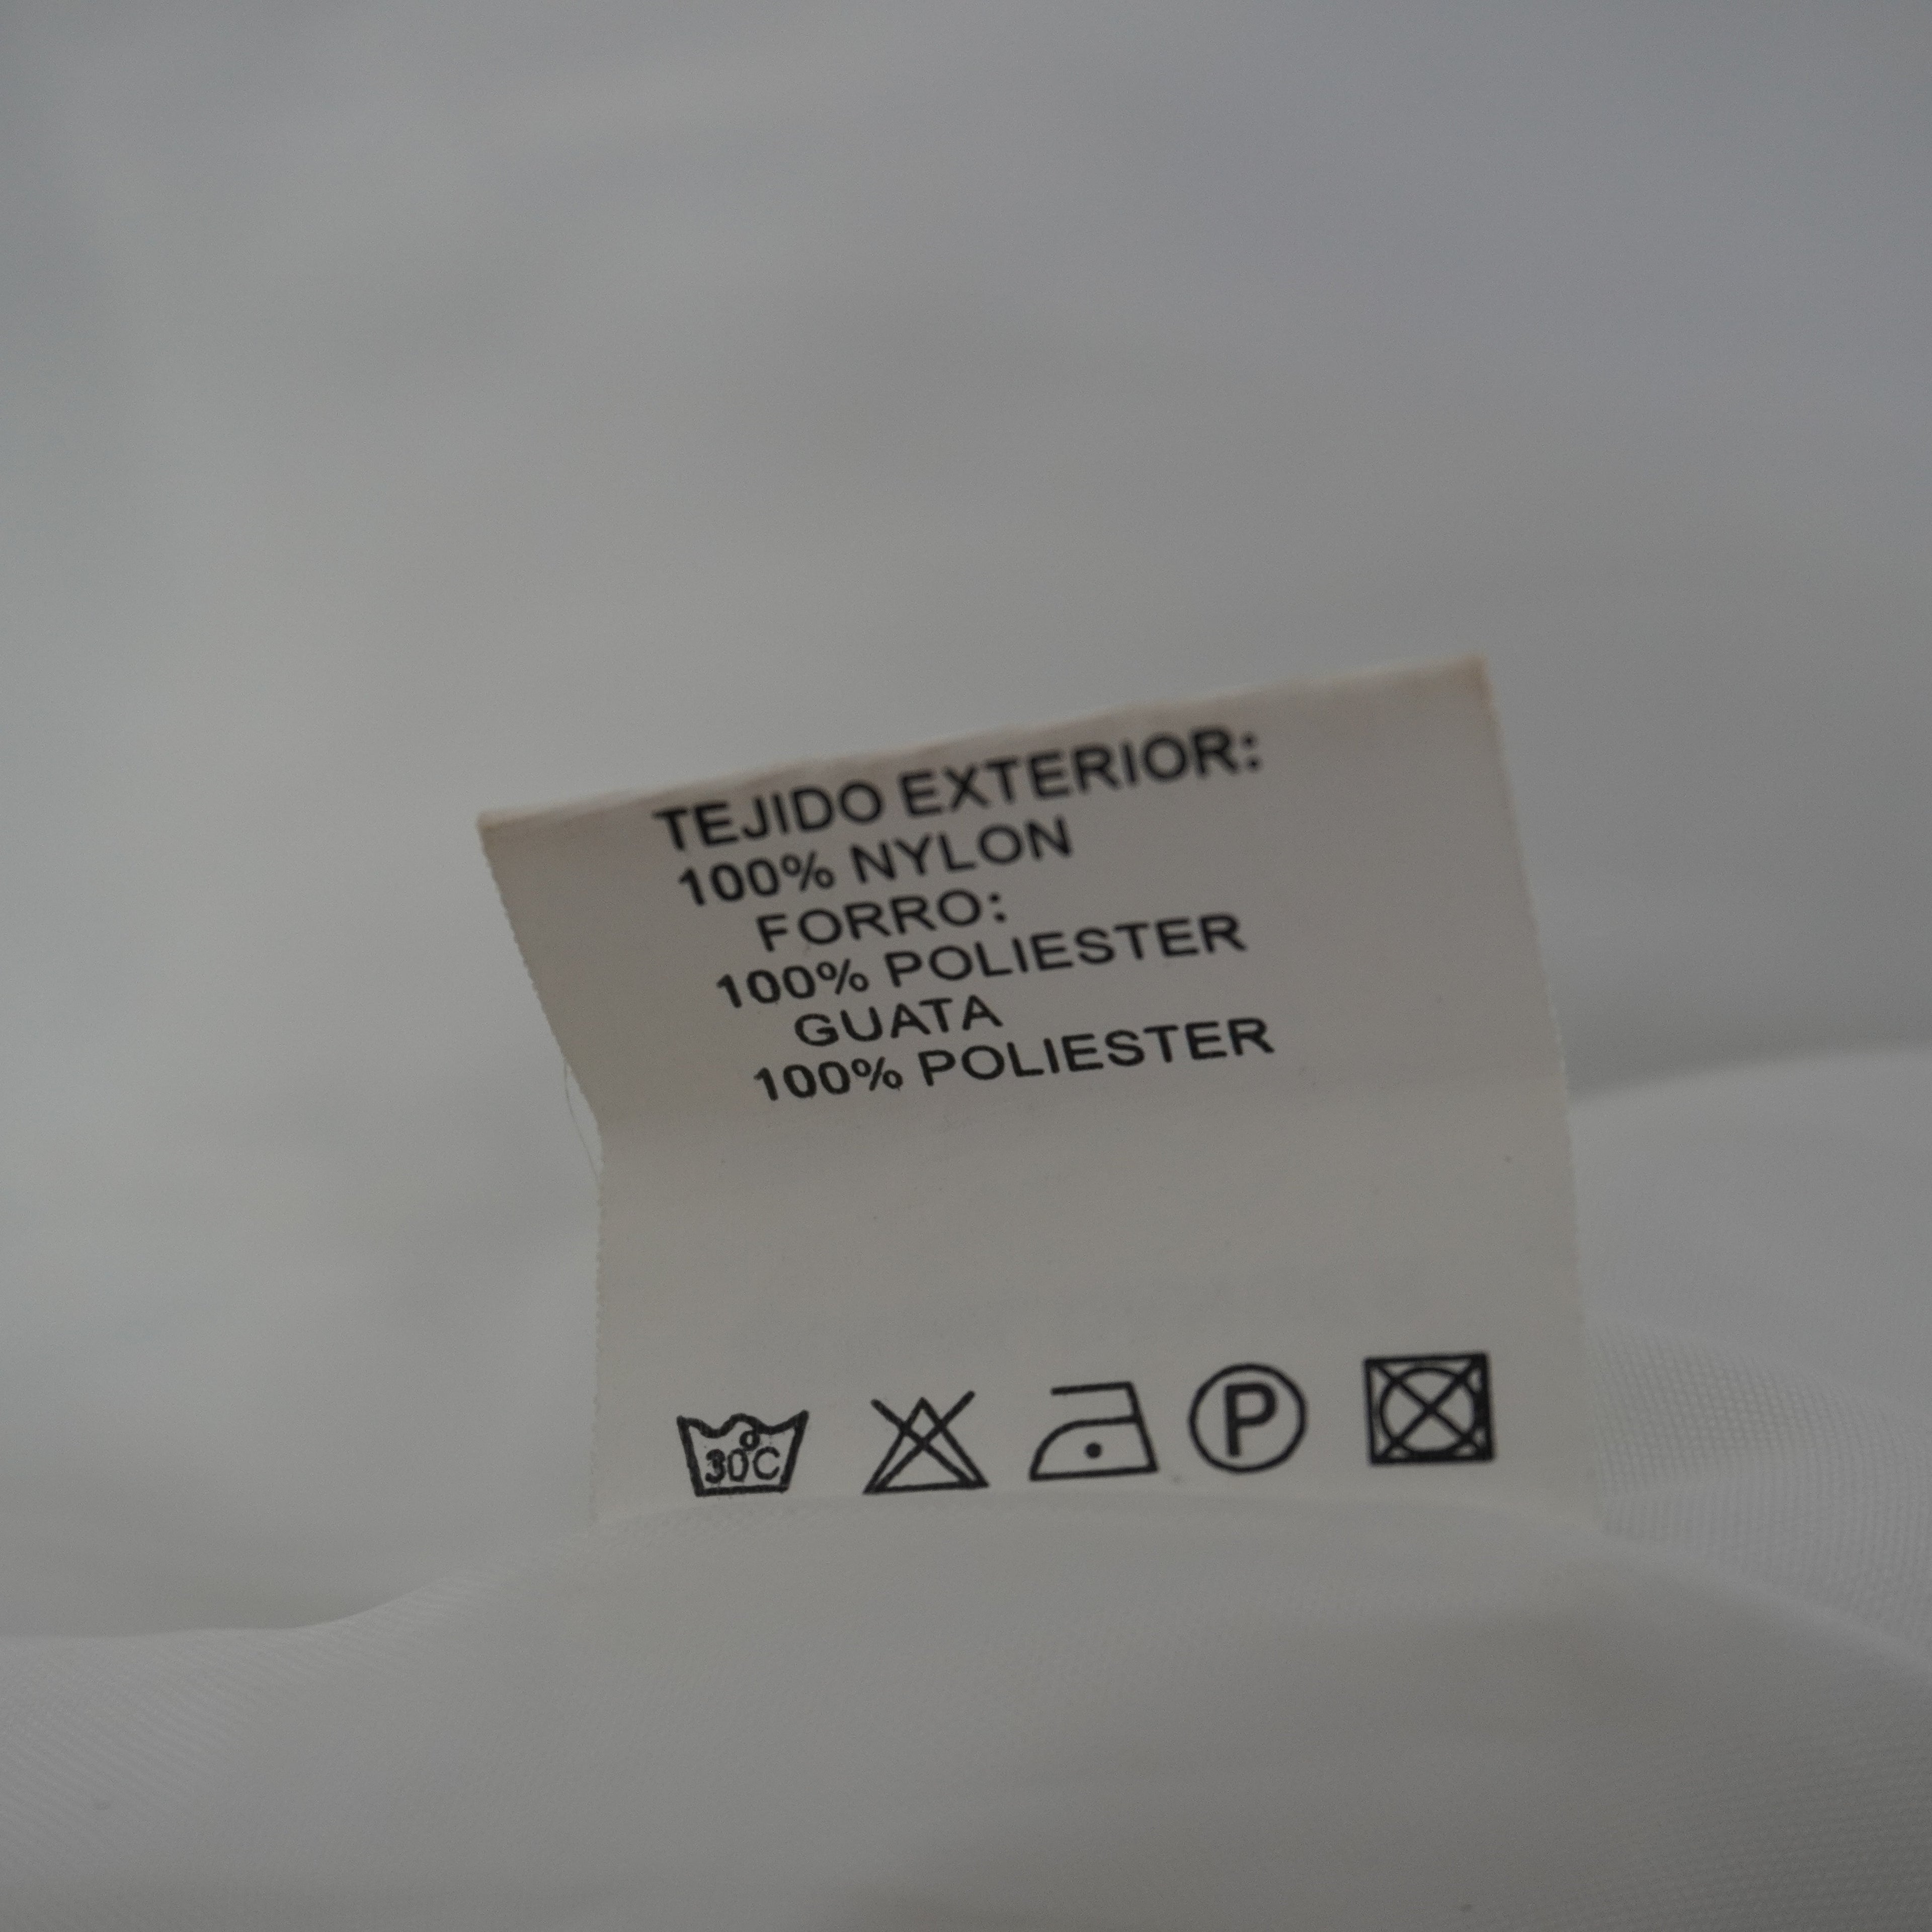 TEJIDO EXTERIOR:
100% NYLON
FORRO:
100% POLIESTER
GUATA
100% POLIESTER
30°C P